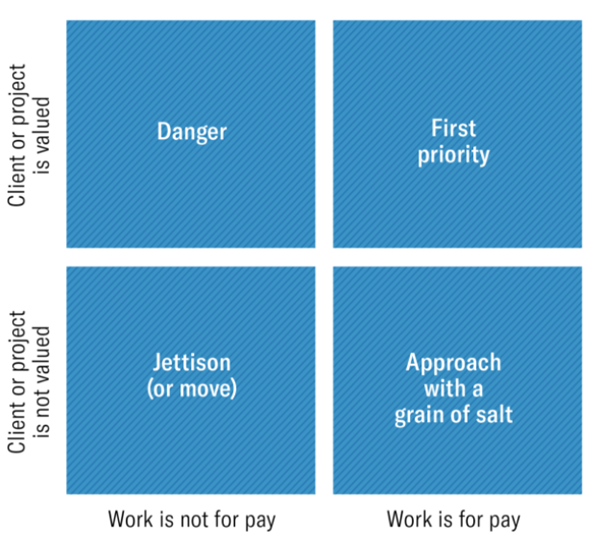 Client or project
is valued
Danger
First
priority
Client or project
is not valued
Jettison
(or move)
Approach
with a
grain of salt
Work is not for pay
Work is for pay